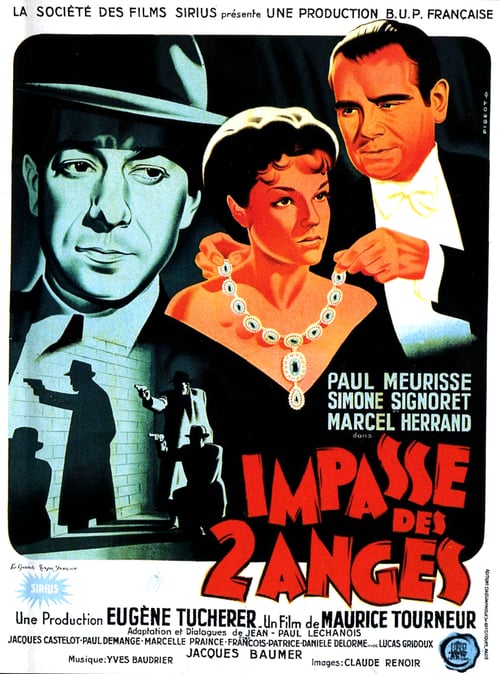 LA SOCIÉTÉ DES FILMS SIRIUS présente UNE PRODUCTION B.U.P. FRANÇAISE
PIGEOT
PAUL MEURISSE
SIMONE SIGNORET
MARCEL HERRAND
dans
IMPASSE
DES
2 ANGES
SIRIUS
Une Production EUGÈNE TUCHERER - Un Film de MAURICE TOURNEUR
Adaptation et Dialogues de JEAN - PAUL LECHANOIS
JACQUES CASTELOT-PAUL DEMANGE-MARCELLE PRAINCE-FRANÇOIS-PATRICE-DANIELE DELORME avec LUCAS GRIDOUX
JACQUES BAUMER
Musique: YVES BAUDRIER Images: CLAUDE RENOIR